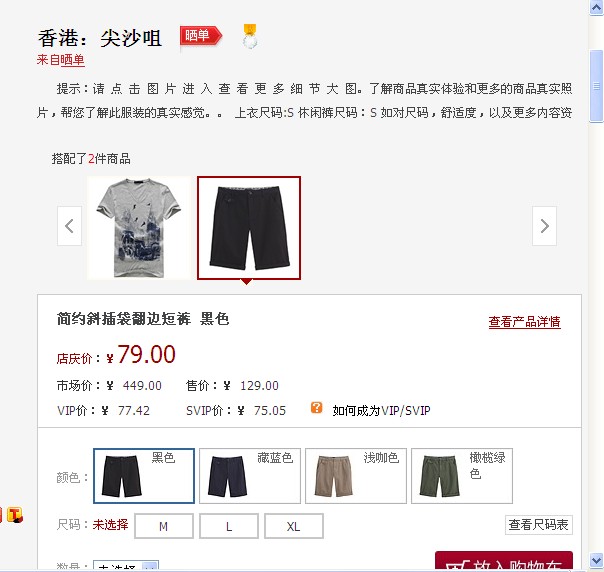 香港：尖沙咀 晒单
来自晒单
提示：请 点 击 图 片 进 入 查 看 更 多 细 节 大 图。了解商品真实体验和更多的商品真实照
片，帮您了解此服装的真实感觉。。 上衣尺码:S 休闲裤尺码：S 如对尺码，舒适度，以及更多内容资
搭配了2件商品
简约斜插袋翻边短裤 黑色
查看产品详情
店庆价：¥ 79.00
市场价：¥ 449.00 售价：¥ 129.00
VIP价：¥ 77.42 SVIP价：¥ 75.05 ? 如何成为VIP/SVIP
颜色： 黑色 藏蓝色 浅咖色 橄榄绿
色
尺码：未选择 M L XL 查看尺码表
数量： 未选择 放入购物车